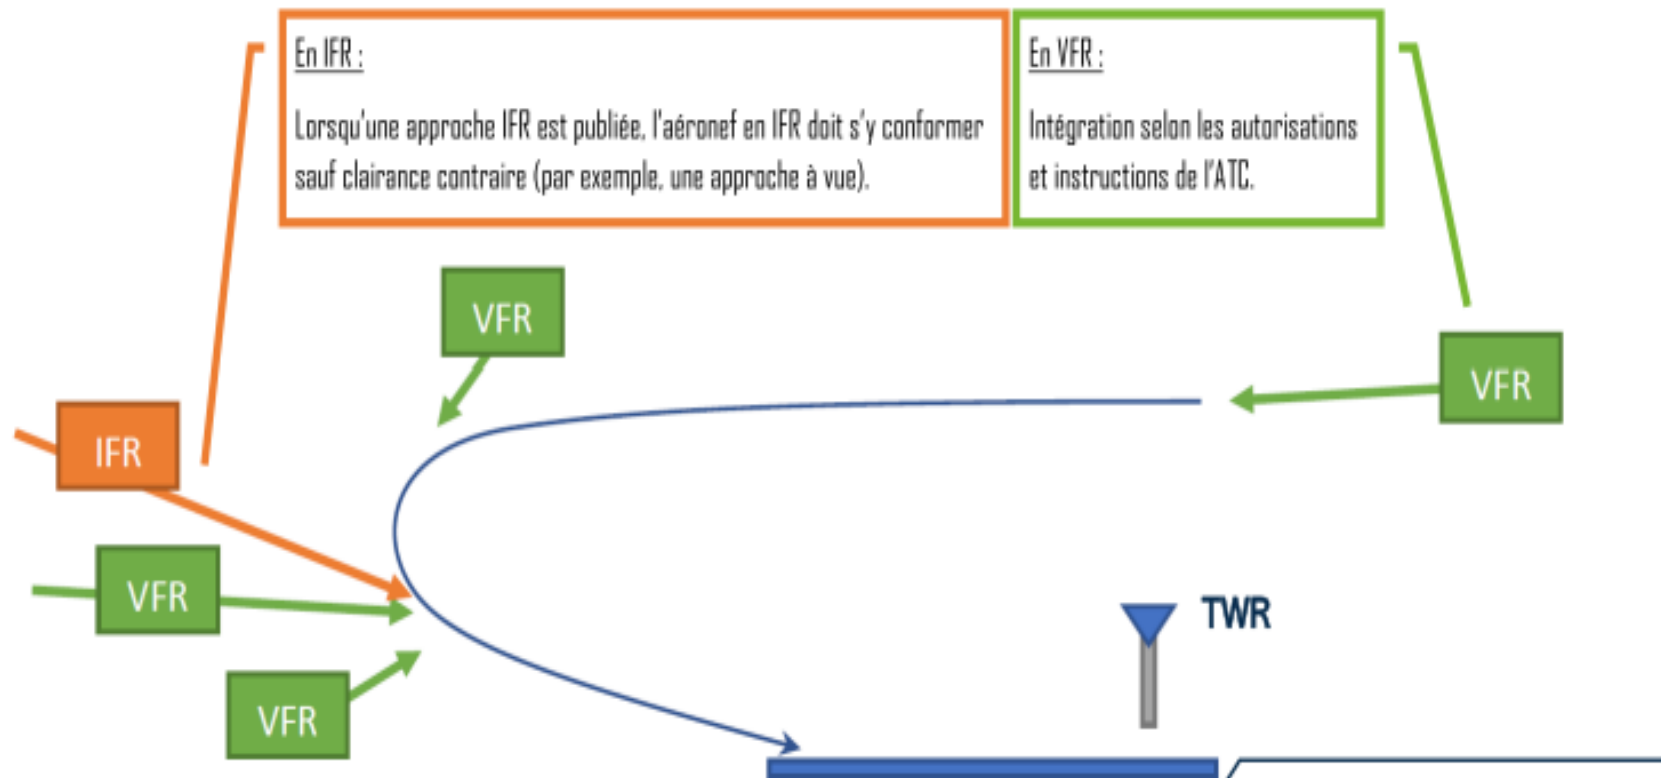 En IFR :
Lorsqu'une approche IFR est publiée, l'aéronef en IFR doit s'y conformer
sauf clairance contraire (par exemple, une approche à vue).
En VFR :
Intégration selon les autorisations
et instructions de l'ATC.
VFR
VFR
IFR
VFR
TWR
VFR